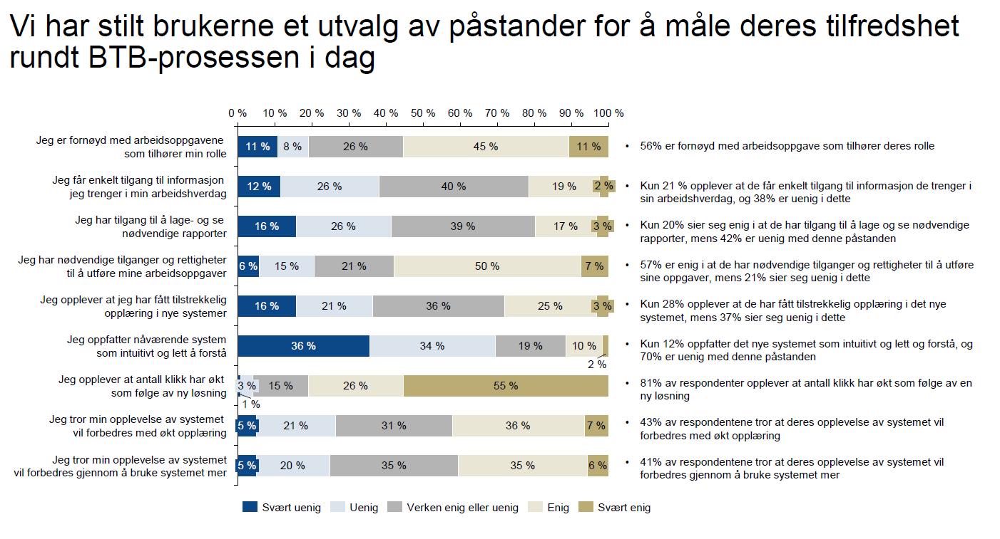 Vi har stilt brukerne et utvalg av påstander for å måle deres tilfredshet
rundt BTB-prosessen i dag
0 % 10 % 20 % 30 % 40 % 50 % 60 % 70 % 80 % 90 % 100 %
Jeg er fornøyd med arbeidsoppgavene
som tilhører min rolle
11 % 8 % 26 % 45 % 11 %
• 56% er fornøyd med arbeidsoppgave som tilhører deres rolle
Jeg får enkelt tilgang til informasjon
jeg trenger i min arbeidshverdag
12 % 26 % 40 % 19 % 2 %
• Kun 21 % opplever at de får enkelt tilgang til informasjon de trenger i
sin arbeidshverdag, og 38% er uenig i dette
Jeg har tilgang til å lage- og se
nødvendige rapporter
16 % 26 % 39 % 17 % 3 %
• Kun 20% sier seg enig i at de har tilgang til å lage og se nødvendige
rapporter, mens 42% er uenig med denne påstanden
Jeg har nødvendige tilganger og rettigheter
til å utføre mine arbeidsoppgaver
6 % 15 % 21 % 50 % 7 %
• 57% er enig i at de har nødvendige tilganger og rettigheter til å utføre
sine oppgaver, mens 21% sier seg uenig i dette
Jeg opplever at jeg har fått tilstrekkelig
opplæring i nye systemer
16 % 21 % 36 % 25 % 3 %
• Kun 28% opplever at de har fått tilstrekkelig opplæring i det nye
systemet, mens 37% sier seg uenig i dette
Jeg oppfatter nåværende system
som intuitivt og lett å forstå
36 % 34 % 19 % 10 %
2 %
• Kun 12% oppfatter det nye systemet som intuitivt og lett og forstå, og
70% er uenig med denne påstanden
Jeg opplever at antall klikk har økt
som følge av ny løsning
3 % 15 % 26 % 55 %
1 %
• 81% av respondenter opplever at antall klikk har økt som følge av en
ny løsning
Jeg tror min opplevelse av systemet
vil forbedres med økt opplæring
5 % 21 % 31 % 36 % 7 %
• 43% av respondentene tror at deres opplevelse av systemet vil
forbedres med økt opplæring
Jeg tror min opplevelse av systemet
vil forbedres gjennom å bruke systemet mer
5 % 20 % 35 % 35 % 6 %
• 41% av respondentene tror at deres opplevelse av systemet vil
forbedres gjennom å bruke systemet mer
Svært uenig Uenig Verken enig eller uenig Enig Svært enig